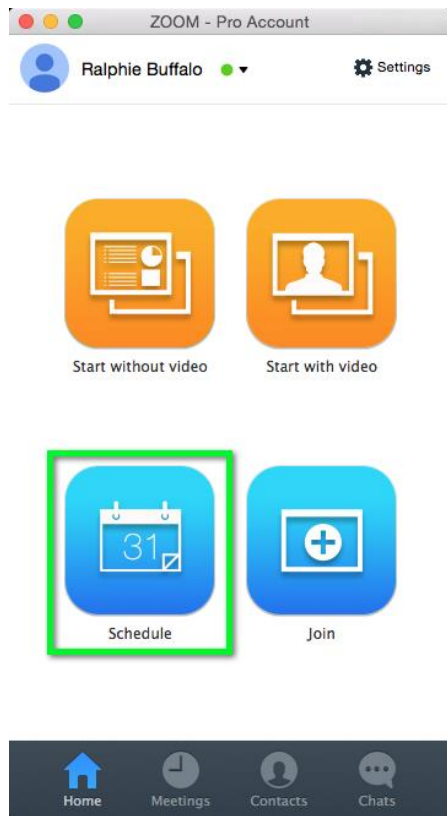 ZOOM - Pro Account
Ralphie Buffalo
Settings
Start without video
Start with video
31
Schedule
Join
Home
Meetings
Contacts
Chats